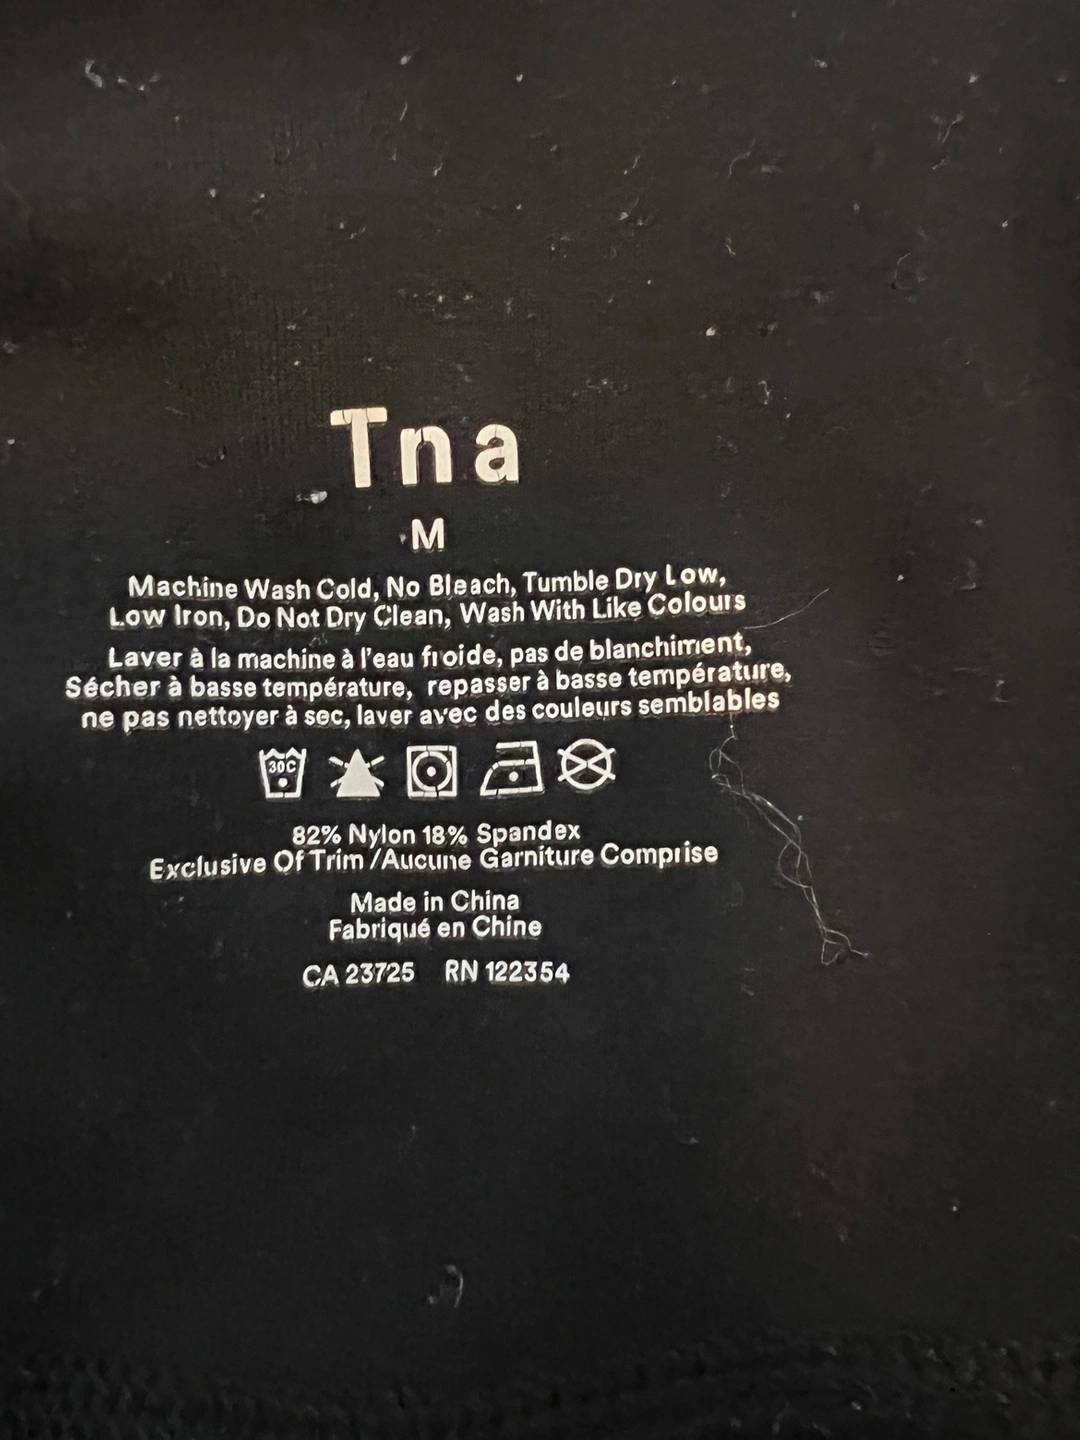 Tna
M
Machine Wash Cold, No Bleach, Tumble Dry Low,
Low Iron, Do Not Dry Clean, Wash With Like Colours
Laver à la machine à l'eau froide, pas de blanchiment,
Sécher à basse température, repasser à basse température,
ne pas nettoyer à sec, laver avec des couleurs semblables
30C
82% Nylon 18% Spandex
Exclusive Of Trim /Aucune Garniture Comprise
Made in China
Fabriqué en Chine
CA 23725 RN 122354